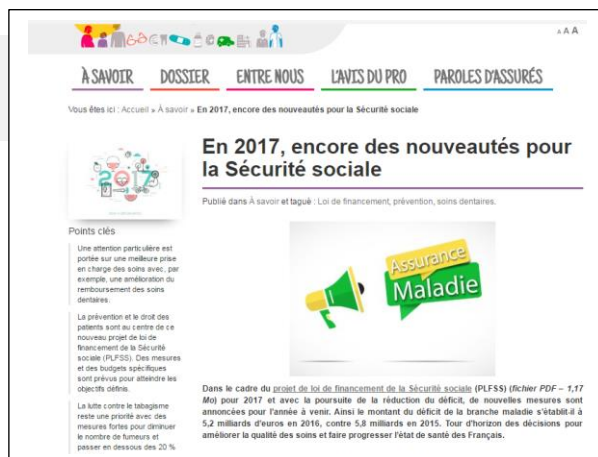 A A A
À SAVOIR DOSSIER ENTRE NOUS L'AVIS DU PRO PAROLES D'ASSURÉS
Vous êtes ici : Accueil » À savoir » En 2017, encore des nouveautés pour la Sécurité sociale
2017
Points clés
Une attention particulière est
portée sur une meilleure prise
en charge des soins avec, par
exemple, une amélioration du
remboursement des soins
dentaires.
La prévention et le droit des
patients sont au centre de ce
nouveau projet de loi de
financement de la Sécurité
sociale (PLFSS). Des mesures
et des budgets spécifiques
sont prévus pour atteindre les
objectifs définis.
La lutte contre le tabagisme
reste une priorité avec des
mesures fortes pour diminuer
le nombre de fumeurs et
passer en dessous des 20 %
En 2017, encore des nouveautés pour
la Sécurité sociale
Publié dans À savoir et tagué : Loi de financement, prévention, soins dentaires.
Assurance
Maladie
Dans le cadre du projet de loi de financement de la Sécurité sociale (PLFSS) (fichier PDF – 1,17
Mo) pour 2017 et avec la poursuite de la réduction du déficit, de nouvelles mesures sont
annoncées pour l'année à venir. Ainsi le montant du déficit de la branche maladie s'établit-il à
5,2 milliards d'euros en 2016, contre 5,8 milliards en 2015. Tour d'horizon des décisions pour
améliorer la qualité des soins et faire progresser l'état de santé des Français.